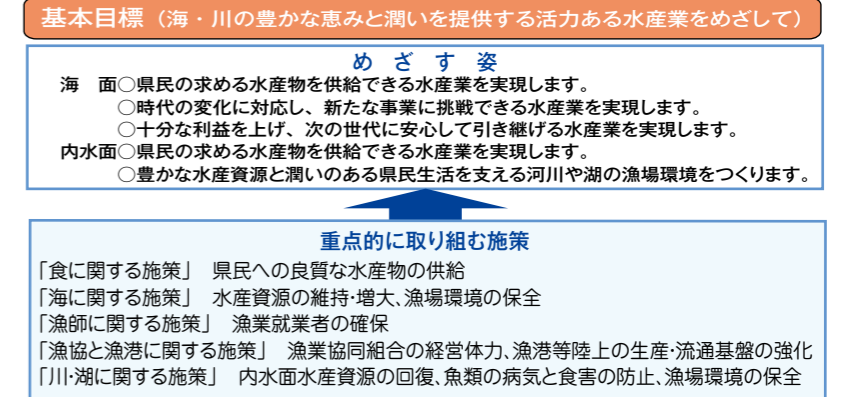 基本目標（海・川の豊かな恵みと潤いを提供する活力ある水産業をめざして）
めざす姿
海　面○県民の求める水産物を供給できる水産業を実現します。
○時代の変化に対応し、新たな事業に挑戦できる水産業を実現します。
○十分な利益を上げ、次の世代に安心して引き継げる水産業を実現します。
内水面○県民の求める水産物を供給できる水産業を実現します。
○豊かな水産資源と潤いのある県民生活を支える河川や湖の漁場環境をつくります。
重点的に取り組む施策
「食に関する施策」　県民への良質な水産物の供給
「海に関する施策」　水産資源の維持・増大、漁場環境の保全
「漁師に関する施策」　漁業就業者の確保
「漁協と漁港に関する施策」　漁業協同組合の経営体力、漁港等陸上の生産・流通基盤の強化
「川・湖に関する施策」　内水面水産資源の回復、魚類の病気と食害の防止、漁場環境の保全